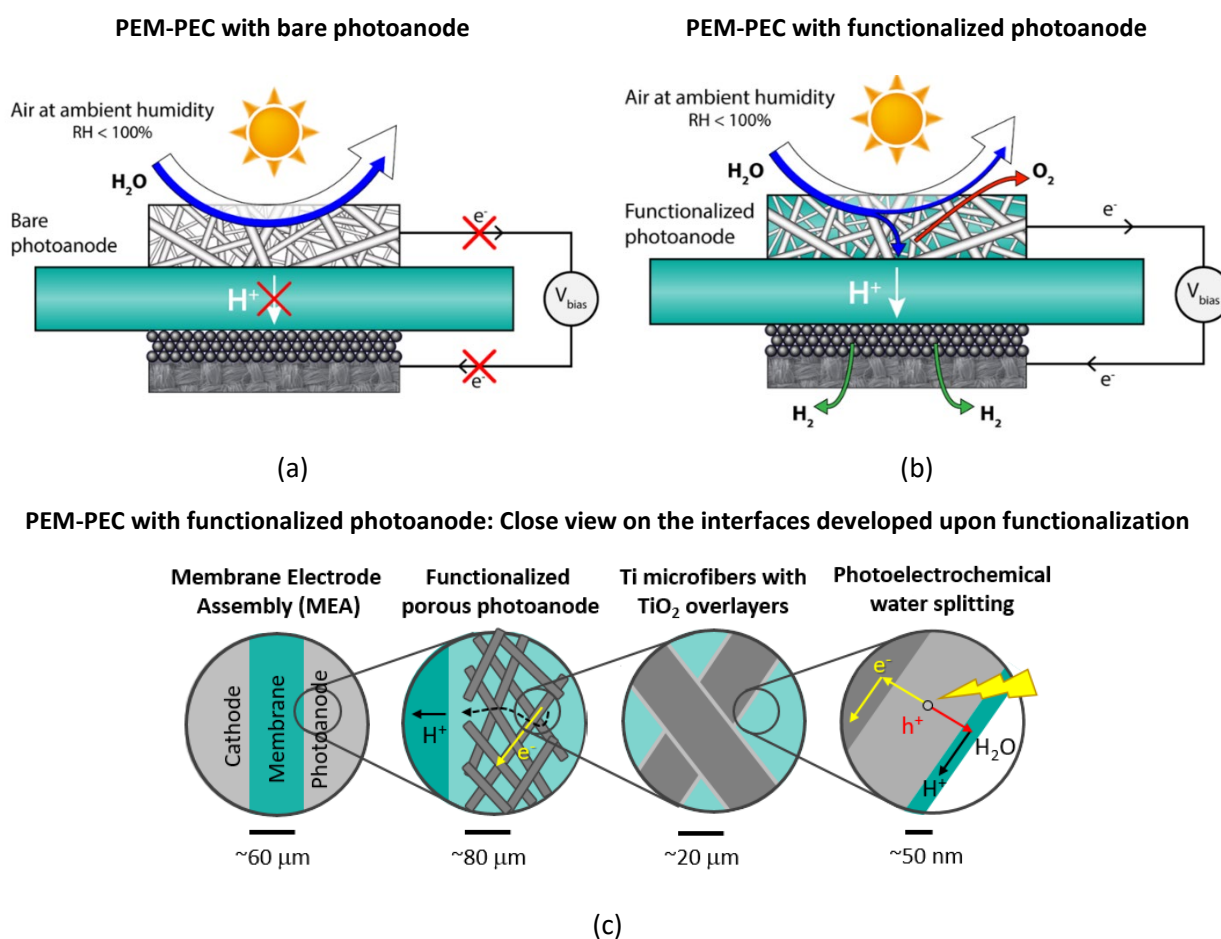 PEM-PEC with bare photoanode
Air at ambient humidity
RH < 100%
H₂O
Bare
photoanode
e⁻
H⁺
V_bias
e⁻
(a)
PEM-PEC with functionalized photoanode
Air at ambient humidity
RH < 100%
H₂O
O₂
Functionalized
photoanode
e⁻
H⁺
V_bias
e⁻
H₂
H₂
(b)
PEM-PEC with functionalized photoanode: Close view on the interfaces developed upon functionalization
Membrane Electrode
Assembly (MEA)
Cathode
Membrane
Photoanode
~60 μm
Functionalized
porous photoanode
H⁺
e⁻
~80 μm
Ti microfibers with
TiO₂ overlayers
~20 μm
Photoelectrochemical
water splitting
e⁻
h⁺
H₂O
H⁺
~50 nm
(c)